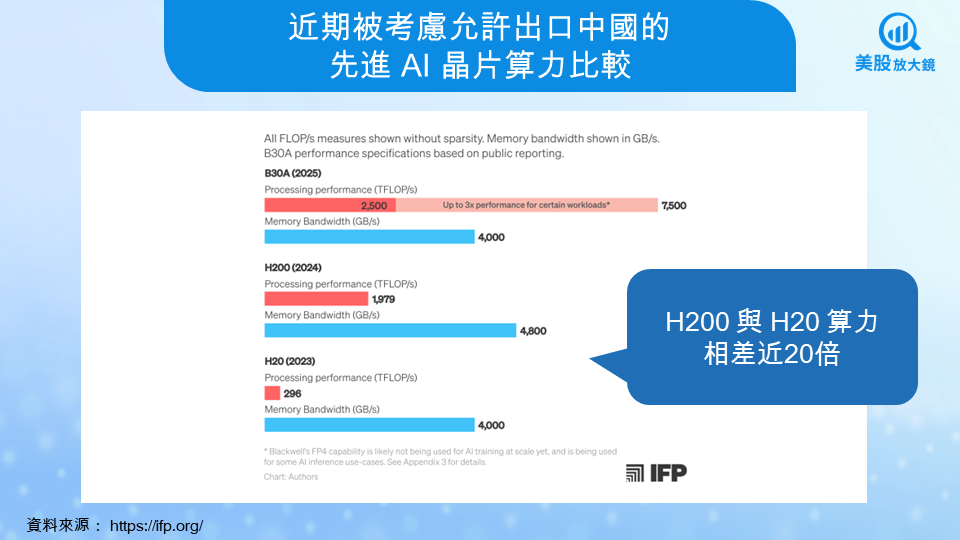 近期被考慮允許出口中國的
先進 AI 晶片算力比較
美股放大鏡
All FLOP/s measures shown without sparsity. Memory bandwidth shown in GB/s.
B30A performance specifications based on public reporting.
B30A (2025)
Processing performance (TFLOP/s)
2,500 Up to 3x performance for certain workloads* 7,500
Memory Bandwidth (GB/s)
4,000
H200 (2024)
Processing performance (TFLOP/s)
1,979
Memory Bandwidth (GB/s)
4,800
H20 (2023)
Processing performance (TFLOP/s)
296
Memory Bandwidth (GB/s)
4,000
H200 與 H20 算力
相差近20倍
* Blackwell's FP4 capability is likely not being used for AI training at scale yet, and is being used
for some AI inference use-cases. See Appendix 3 for details.
Chart: Authors
IFP
資料來源： https://ifp.org/